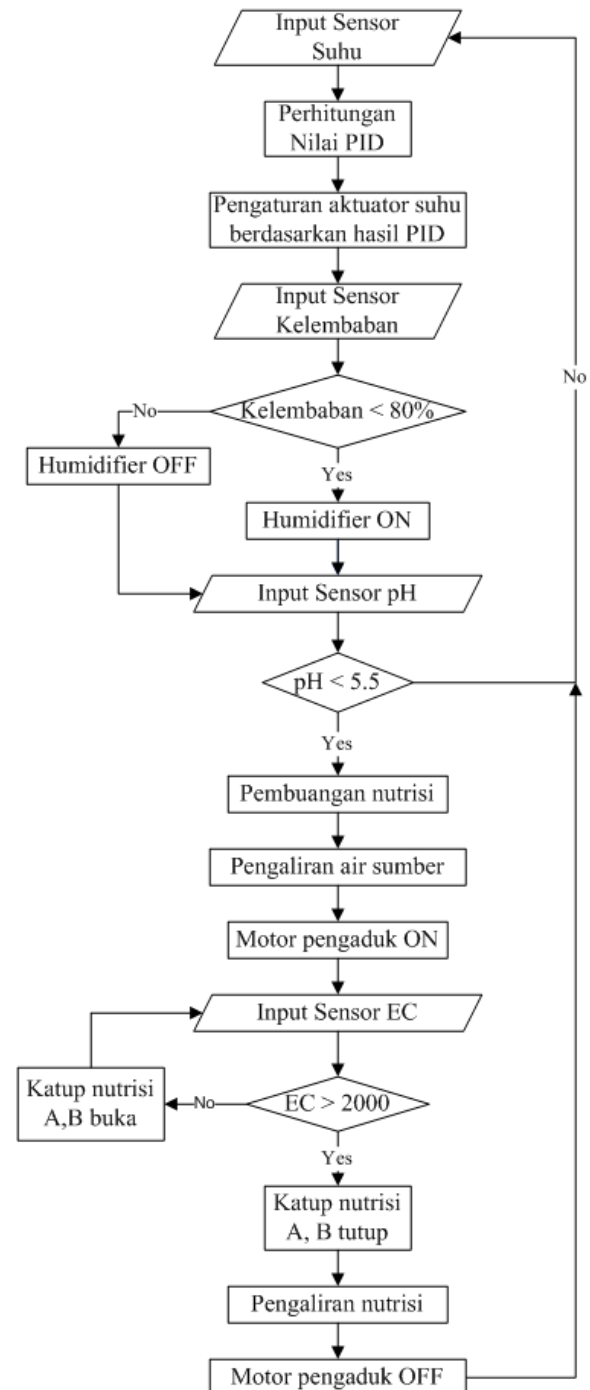 Input Sensor
Suhu
Perhitungan
Nilai PID
Pengaturan aktuator suhu
berdasarkan hasil PID
Input Sensor
Kelembaban
No
Kelembaban < 80%
No
Humidifier OFF
Yes
Humidifier ON
Input Sensor pH
pH < 5.5
Yes
Pembuangan nutrisi
Pengaliran air sumber
Motor pengaduk ON
Input Sensor EC
Katup nutrisi
A,B buka
No
EC > 2000
Yes
Katup nutrisi
A, B tutup
Pengaliran nutrisi
Motor pengaduk OFF